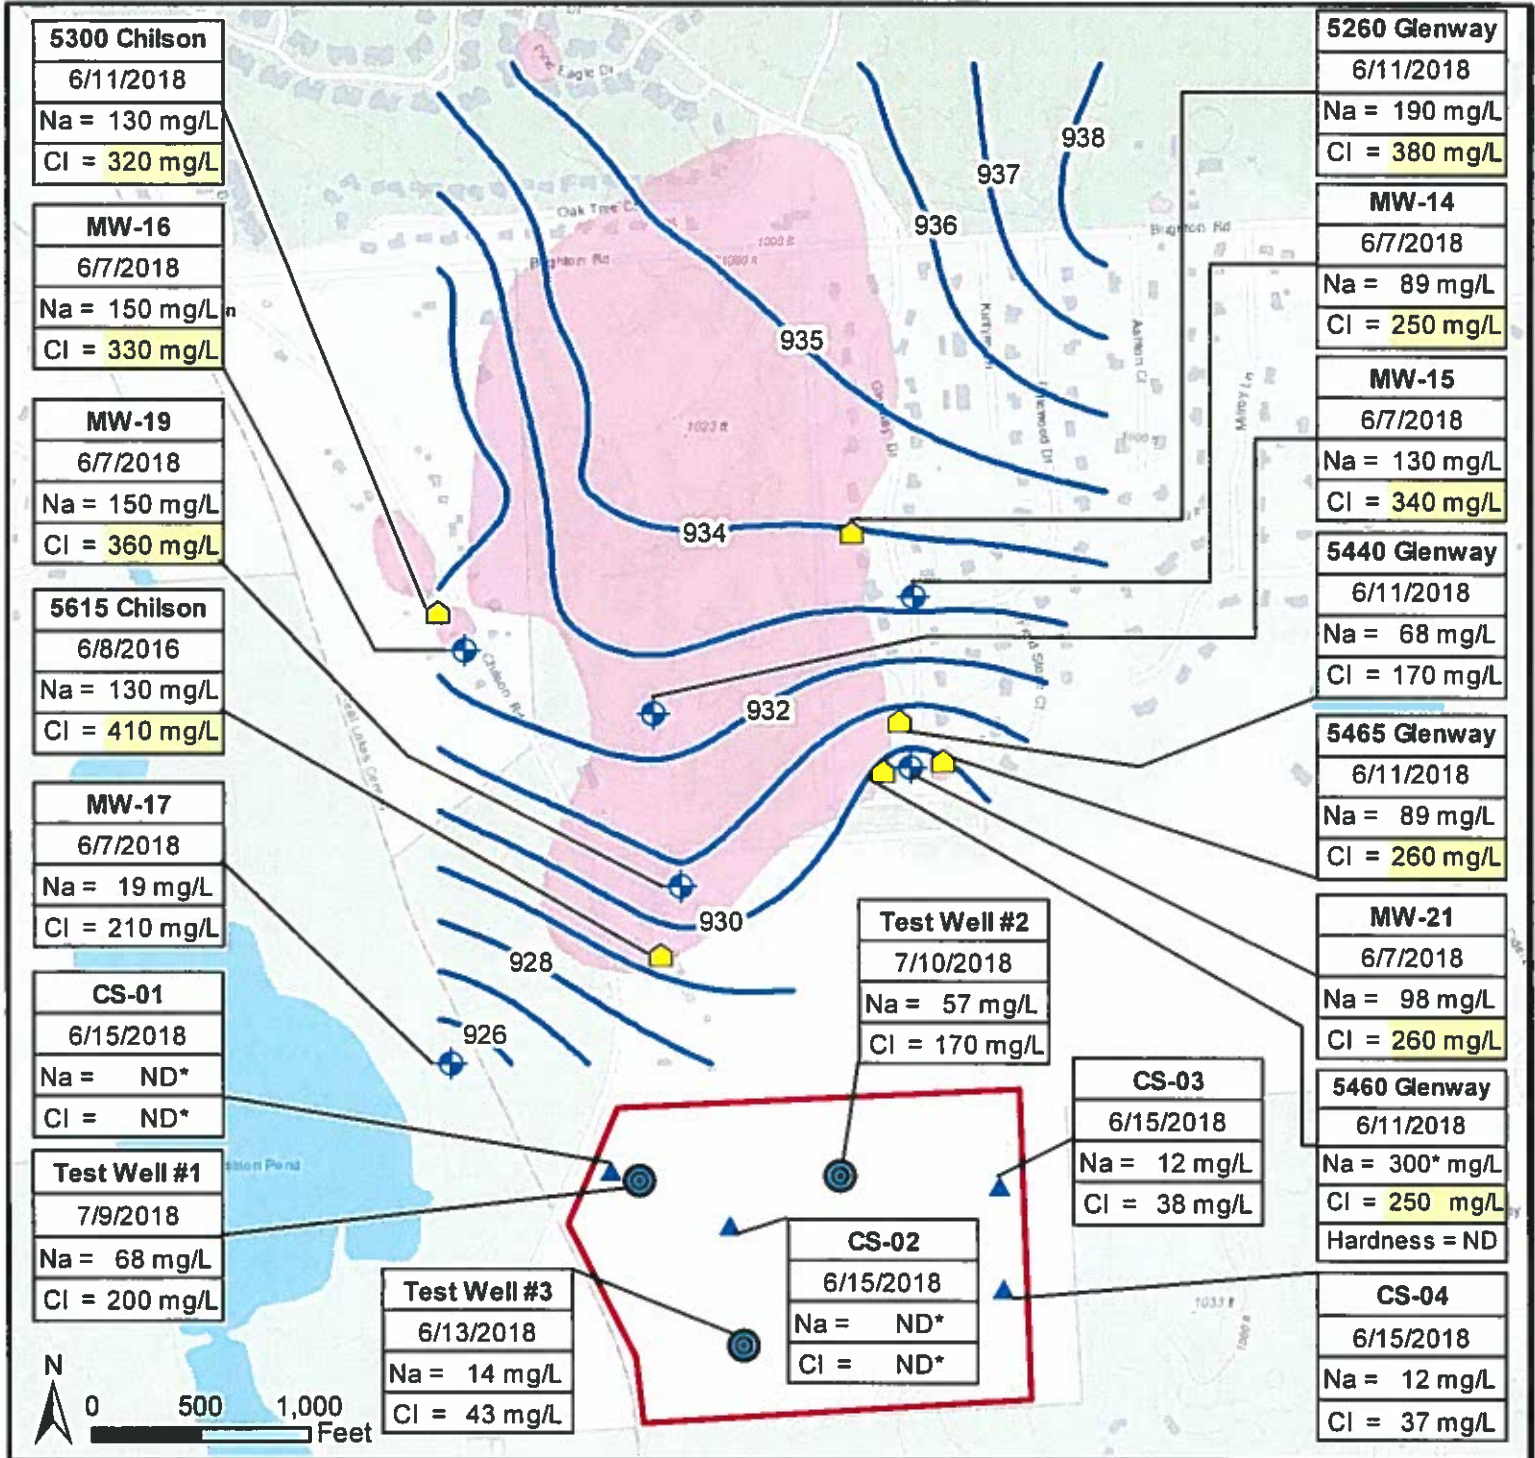 5300 Chilson
6/11/2018
Na = 130 mg/L
Cl = 320 mg/L
MW-16
6/7/2018
Na = 150 mg/L
Cl = 330 mg/L
MW-19
6/7/2018
Na = 150 mg/L
Cl = 360 mg/L
5615 Chilson
6/8/2016
Na = 130 mg/L
Cl = 410 mg/L
MW-17
6/7/2018
Na = 19 mg/L
Cl = 210 mg/L
CS-01
6/15/2018
Na = ND*
Cl = ND*
Test Well #1
7/9/2018
Na = 68 mg/L
Cl = 200 mg/L
N
0 500 1,000
Feet
Eagle Dr
Oak Tree
Brighton Rd
Brighton Rd
1023 ft
Glenway Dr
Chilson Rd
Pond
1033 ft
938
937
936
935
934
932
930
928
926
Test Well #2
7/10/2018
Na = 57 mg/L
Cl = 170 mg/L
CS-03
6/15/2018
Na = 12 mg/L
Cl = 38 mg/L
CS-02
6/15/2018
Na = ND*
Cl = ND*
Test Well #3
6/13/2018
Na = 14 mg/L
Cl = 43 mg/L
5260 Glenway
6/11/2018
Na = 190 mg/L
Cl = 380 mg/L
MW-14
6/7/2018
Na = 89 mg/L
Cl = 250 mg/L
MW-15
6/7/2018
Na = 130 mg/L
Cl = 340 mg/L
5440 Glenway
6/11/2018
Na = 68 mg/L
Cl = 170 mg/L
5465 Glenway
6/11/2018
Na = 89 mg/L
Cl = 260 mg/L
MW-21
6/7/2018
Na = 98 mg/L
Cl = 260 mg/L
5460 Glenway
6/11/2018
Na = 300* mg/L
Cl = 250 mg/L
Hardness = ND
CS-04
6/15/2018
Na = 12 mg/L
Cl = 37 mg/L